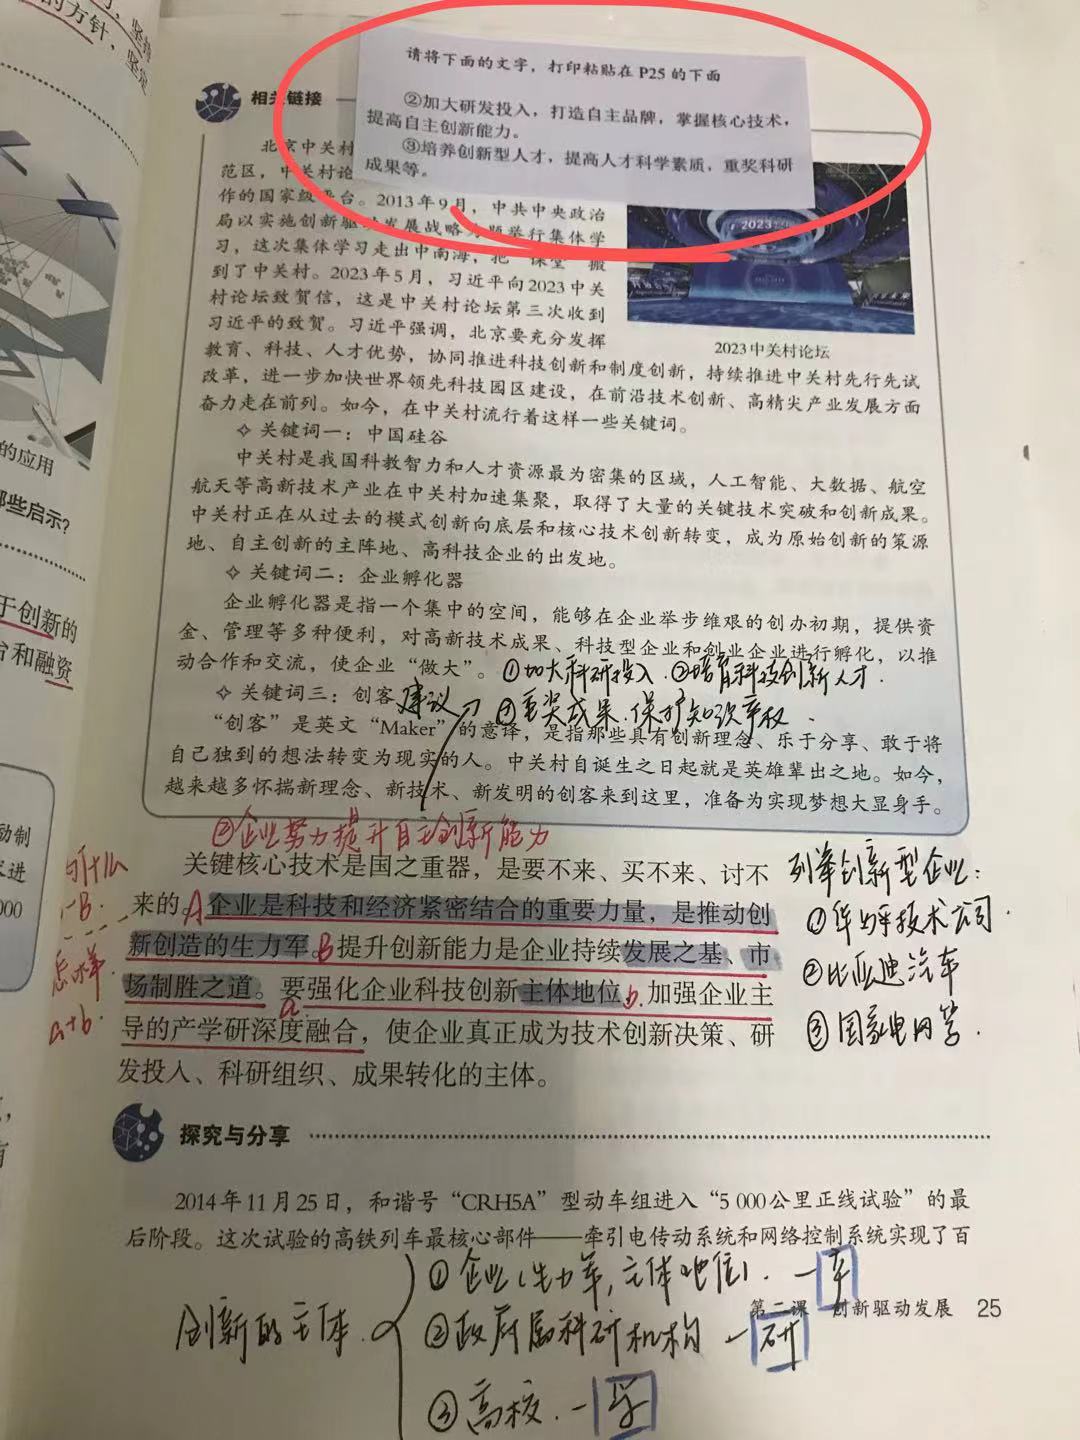 的方针、坚定
坚持
请将下面的文字，打印粘贴在 P25 的下面
②加大研发投入，打造自主品牌，掌握核心技术，
提高自主创新能力。
③培养创新型人才，提高人才科学素质，重奖科研
成果等。
相关链接
北京中关村
范区，中关村论
作的国家级平台。2013年9月，中共中央政治
局以实施创新驱动发展战略为题举行集体学
习，这次集体学习走出中南海，把“课堂”搬
到了中关村。2023年5月，习近平向2023中关
村论坛致贺信，这是中关村论坛第三次收到
习近平的致贺。习近平强调，北京要充分发挥
教育、科技、人才优势，协同推进科技创新和制度创新，持续推进中关村先行先试
改革，进一步加快世界领先科技园区建设，在前沿技术创新、高精尖产业发展方面
奋力走在前列。如今，在中关村流行着这样一些关键词。
2023
2023中关村论坛
✧ 关键词一：中国硅谷
中关村是我国科教智力和人才资源最为密集的区域，人工智能、大数据、航空
航天等高新技术产业在中关村加速集聚，取得了大量的关键技术突破和创新成果。
中关村正在从过去的模式创新向底层和核心技术创新转变，成为原始创新的策源
地、自主创新的主阵地、高科技企业的出发地。
✧ 关键词二：企业孵化器
企业孵化器是指一个集中的空间，能够在企业举步维艰的创办初期，提供资
金、管理等多种便利，对高新技术成果、科技型企业和创业企业进行孵化，以推
动合作和交流，使企业“做大”。
①加大科研投入.②培育科技创新人才.
✧ 关键词三：创客
建议
③重奖成果.保护知识产权.
“创客”是英文“Maker”的意译，是指那些具有创新理念、乐于分享、敢于将
自己独到的想法转变为现实的人。中关村自诞生之日起就是英雄辈出之地。如今，
越来越多怀揣新理念、新技术、新发明的创客来到这里，准备为实现梦想大显身手。
②企业努力提升自主创新能力
关键核心技术是国之重器，是要不来、买不来、讨不
来的。A企业是科技和经济紧密结合的重要力量，是推动创
新创造的生力军。B提升创新能力是企业持续发展之基、市
场制胜之道。要强化企业科技创新主体地位，b.加强企业主
a.
导的产学研深度融合，使企业真正成为技术创新决策、研
发投入、科研组织、成果转化的主体。
为什么
怎样.
a+b.
列举创新型企业:
①华为技术公司.
②比亚迪汽车
③国家电网等.
的应用
那些启示？
于创新的
台和融资
动制
000
探究与分享
2014年11月25日，和谐号“CRH5A”型动车组进入“5 000公里正线试验”的最
后阶段。这次试验的高铁列车最核心部件——牵引电传动系统和网络控制系统实现了百
第二课 创新驱动发展 25
创新的主体.
①企业(生力军,主体地位).—产
②政府属科研机构 —研
③高校.—学